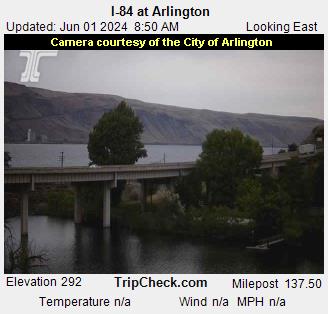 I-84 at Arlington
Updated: Jun 01 2024 8:50 AM Looking East
Camera courtesy of the City of Arlington
Elevation 292 TripCheck.com Milepost 137.50
Temperature n/a Wind n/a MPH n/a